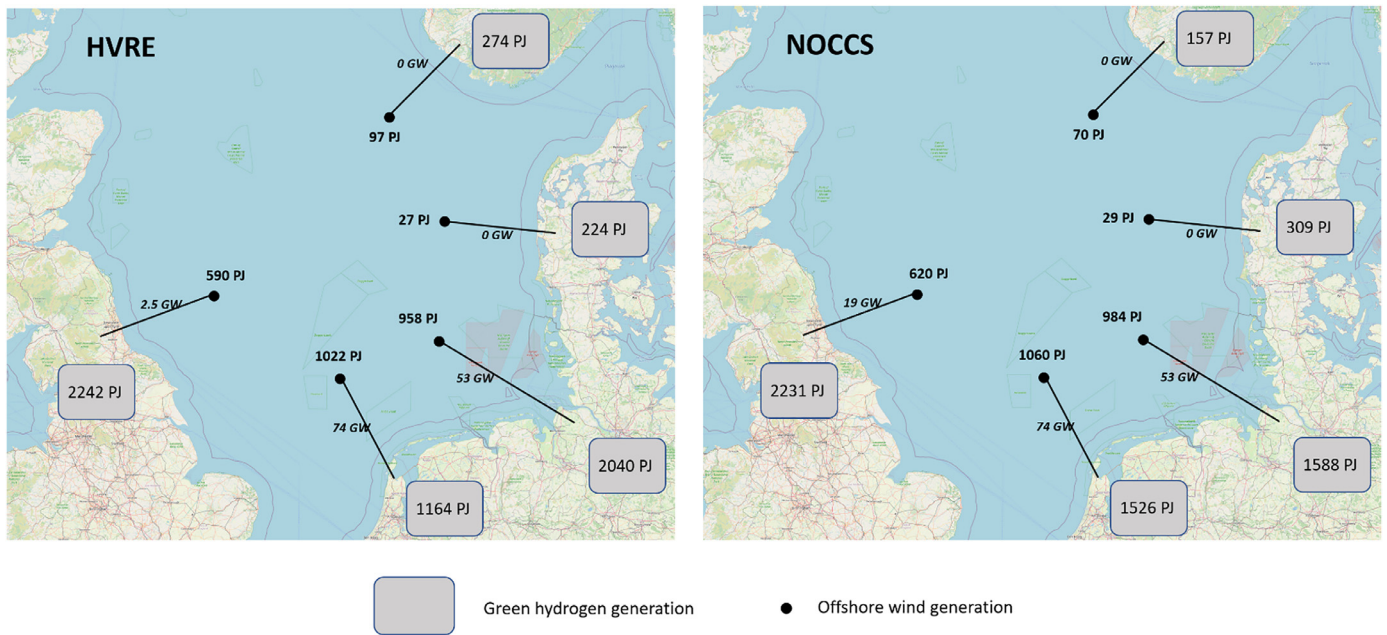 HVRE
274 PJ
0 GW
97 PJ
27 PJ
0 GW
224 PJ
590 PJ
2.5 GW
958 PJ
1022 PJ
53 GW
2242 PJ
74 GW
2040 PJ
1164 PJ
NOCCS
157 PJ
0 GW
70 PJ
29 PJ
0 GW
309 PJ
620 PJ
19 GW
984 PJ
1060 PJ
53 GW
2231 PJ
74 GW
1588 PJ
1526 PJ
Green hydrogen generation
Offshore wind generation